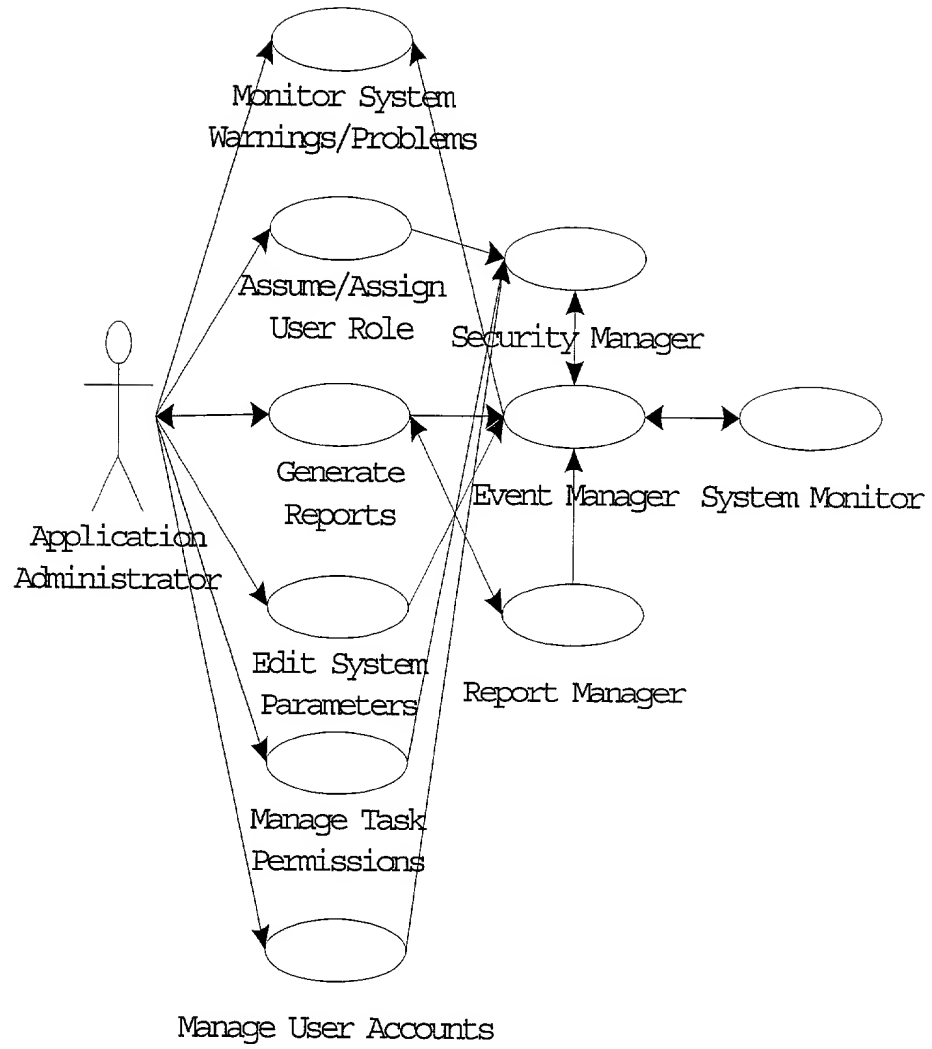 Monitor System
Warnings/Problems
Assume/Assign
User Role
Security Manager
Generate
Reports
Event Manager
System Monitor
Application
Administrator
Edit System
Parameters
Report Manager
Manage Task
Permissions
Manage User Accounts